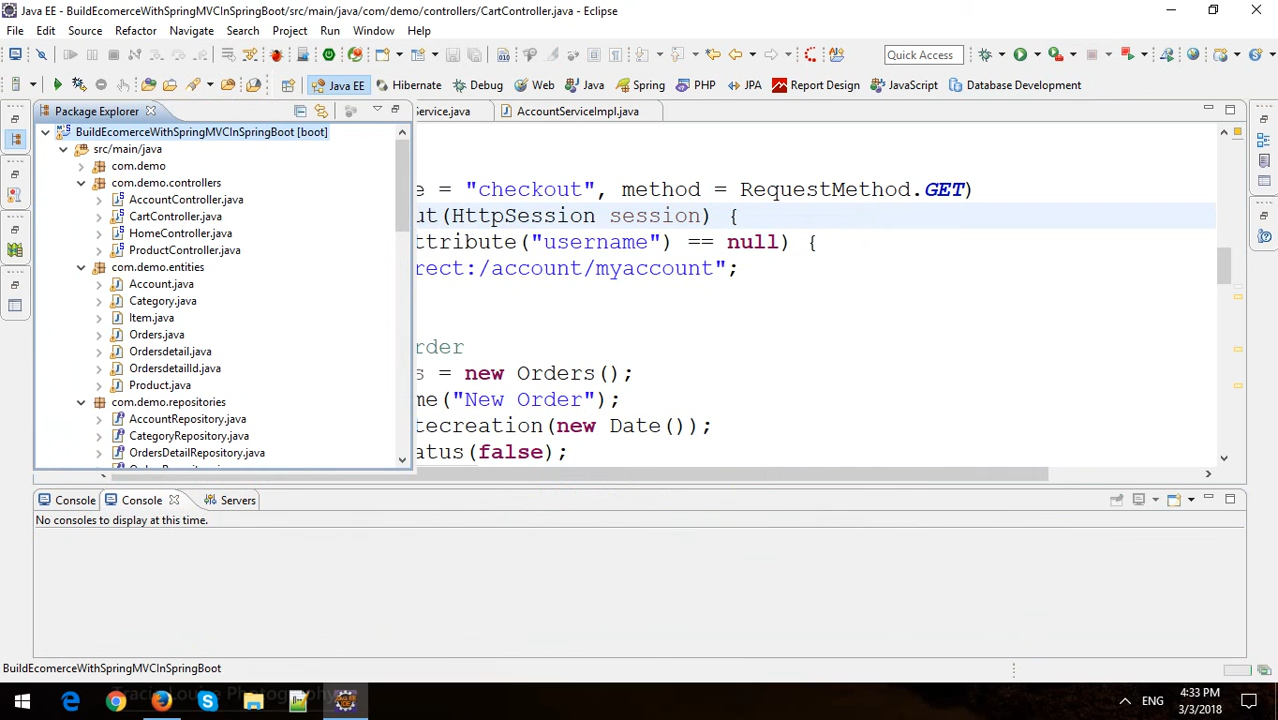 Java EE - BuildEcomerceWithSpringMVCInSpringBoot/src/main/java/com/demo/controllers/CartController.java - Eclipse
File Edit Source Refactor Navigate Search Project Run Window Help
Quick Access
Java EE Hibernate Debug Web Java Spring PHP JPA Report Design JavaScript Database Development
Package Explorer
ervice.java AccountServiceImpl.java
BuildEcomerceWithSpringMVCInSpringBoot [boot]
src/main/java
com.demo
com.demo.controllers
AccountController.java
CartController.java
HomeController.java
ProductController.java
com.demo.entities
Account.java
Category.java
Item.java
Orders.java
Ordersdetail.java
OrdersdetailId.java
Product.java
com.demo.repositories
AccountRepository.java
CategoryRepository.java
OrdersDetailRepository.java
e = "checkout", method = RequestMethod.GET)
ut(HttpSession session) {
ttribute("username") == null) {
rect:/account/myaccount";
rder
s = new Orders();
me("New Order");
tecreation(new Date());
atus(false);
Console Console Servers
No consoles to display at this time.
BuildEcomerceWithSpringMVCInSpringBoot
ENG
4:33 PM
3/3/2018